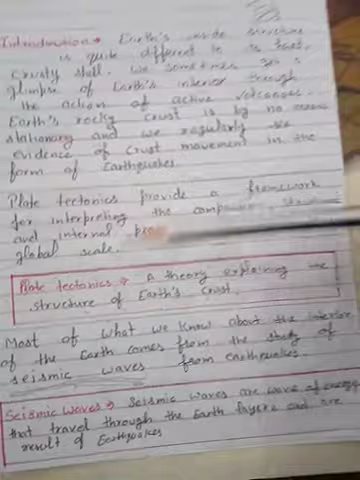 Introduction → Earth's inside structure
is quite different in is
crusty shell. We sometimes
glimpse of Earth's interior through
the action of active volcanoes.
Earth's rocky crust is by no
stationary and we regularly see
evidence of crust movement in the
form of Earthquakes.
Plate tectonics provide a framework
for interpreting the
and internal
global scale.
Plate tectonics → A theory explaining the
structure of Earth's crust.
Most of what we know about the interior
of the Earth comes from the study of
seismic waves from earthquakes.
Seismic Waves → Seismic waves are wave of energy
that travel through the Earth layers and are
result of Earthquakes